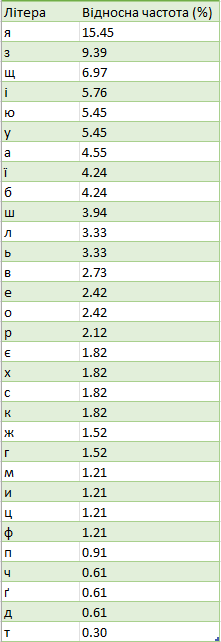 Літера Відносна частота (%)
я 15.45
з 9.39
щ 6.97
і 5.76
ю 5.45
у 5.45
а 4.55
ї 4.24
б 4.24
ш 3.94
л 3.33
ь 3.33
в 2.73
е 2.42
о 2.42
р 2.12
є 1.82
х 1.82
с 1.82
к 1.82
ж 1.52
г 1.52
м 1.21
и 1.21
ц 1.21
ф 1.21
п 0.91
ч 0.61
ґ 0.61
д 0.61
т 0.30